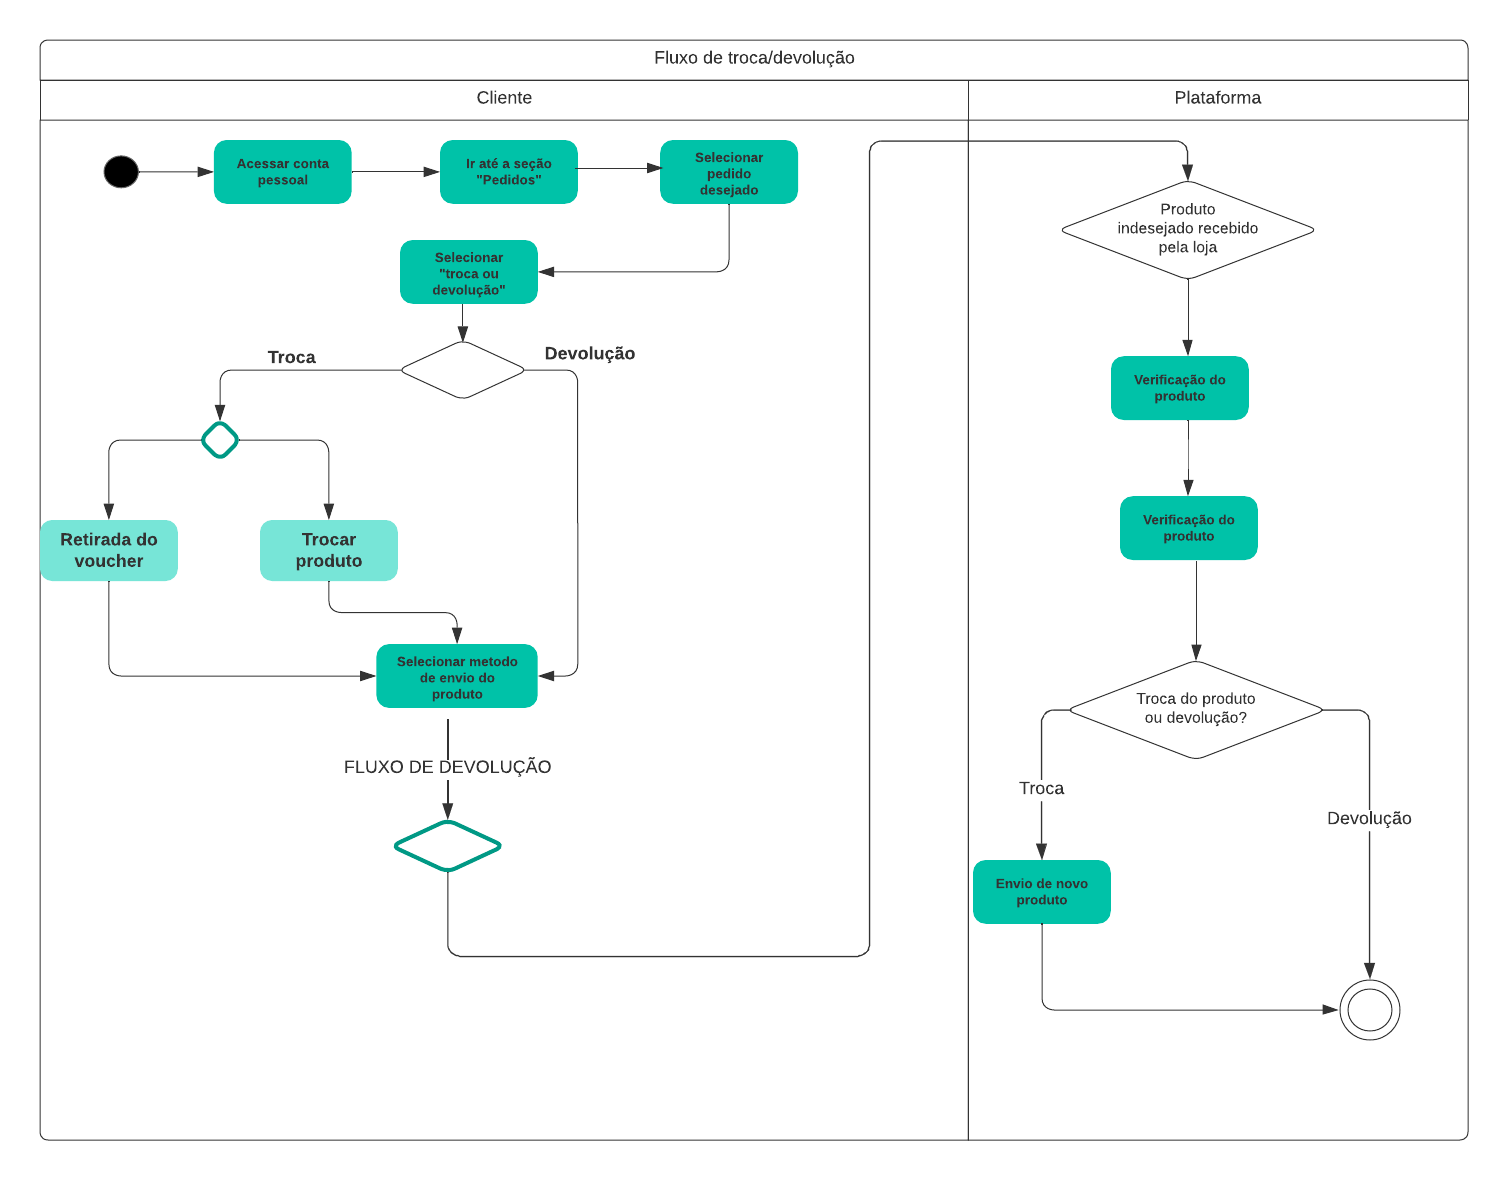 Fluxo de troca/devolução
Cliente
Plataforma
Acessar conta
pessoal
Ir até a seção
"Pedidos"
Selecionar
pedido
desejado
Selecionar
"troca ou
devolução"
Troca
Devolução
Retirada do
voucher
Trocar
produto
Selecionar metodo
de envio do
produto
FLUXO DE DEVOLUÇÃO
Produto
indesejado recebido
pela loja
Verificação do
produto
Verificação do
produto
Troca do produto
ou devolução?
Troca
Devolução
Envio de novo
produto